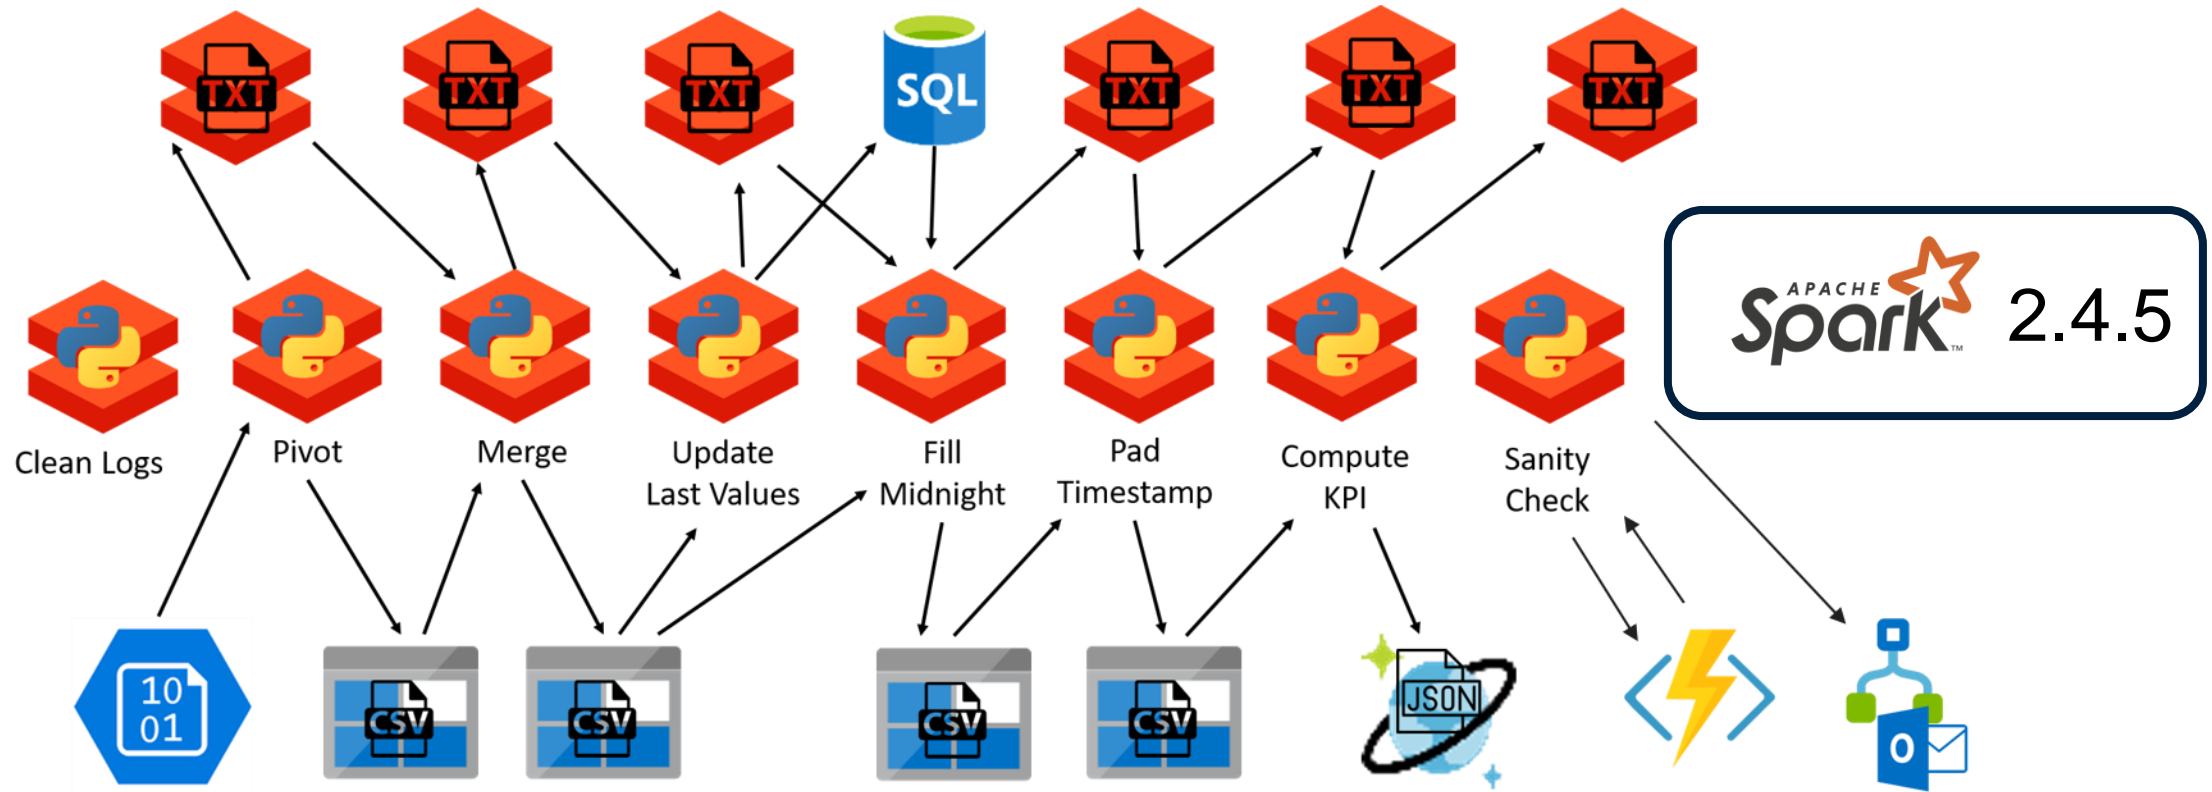 TXT
TXT
TXT
SQL
TXT
TXT
TXT
APACHE
Spark™ 2.4.5
Clean Logs
Pivot
Merge
Update
Last Values
Fill
Midnight
Pad
Timestamp
Compute
KPI
Sanity
Check
10
01
CSV
CSV
CSV
CSV
JSON
O